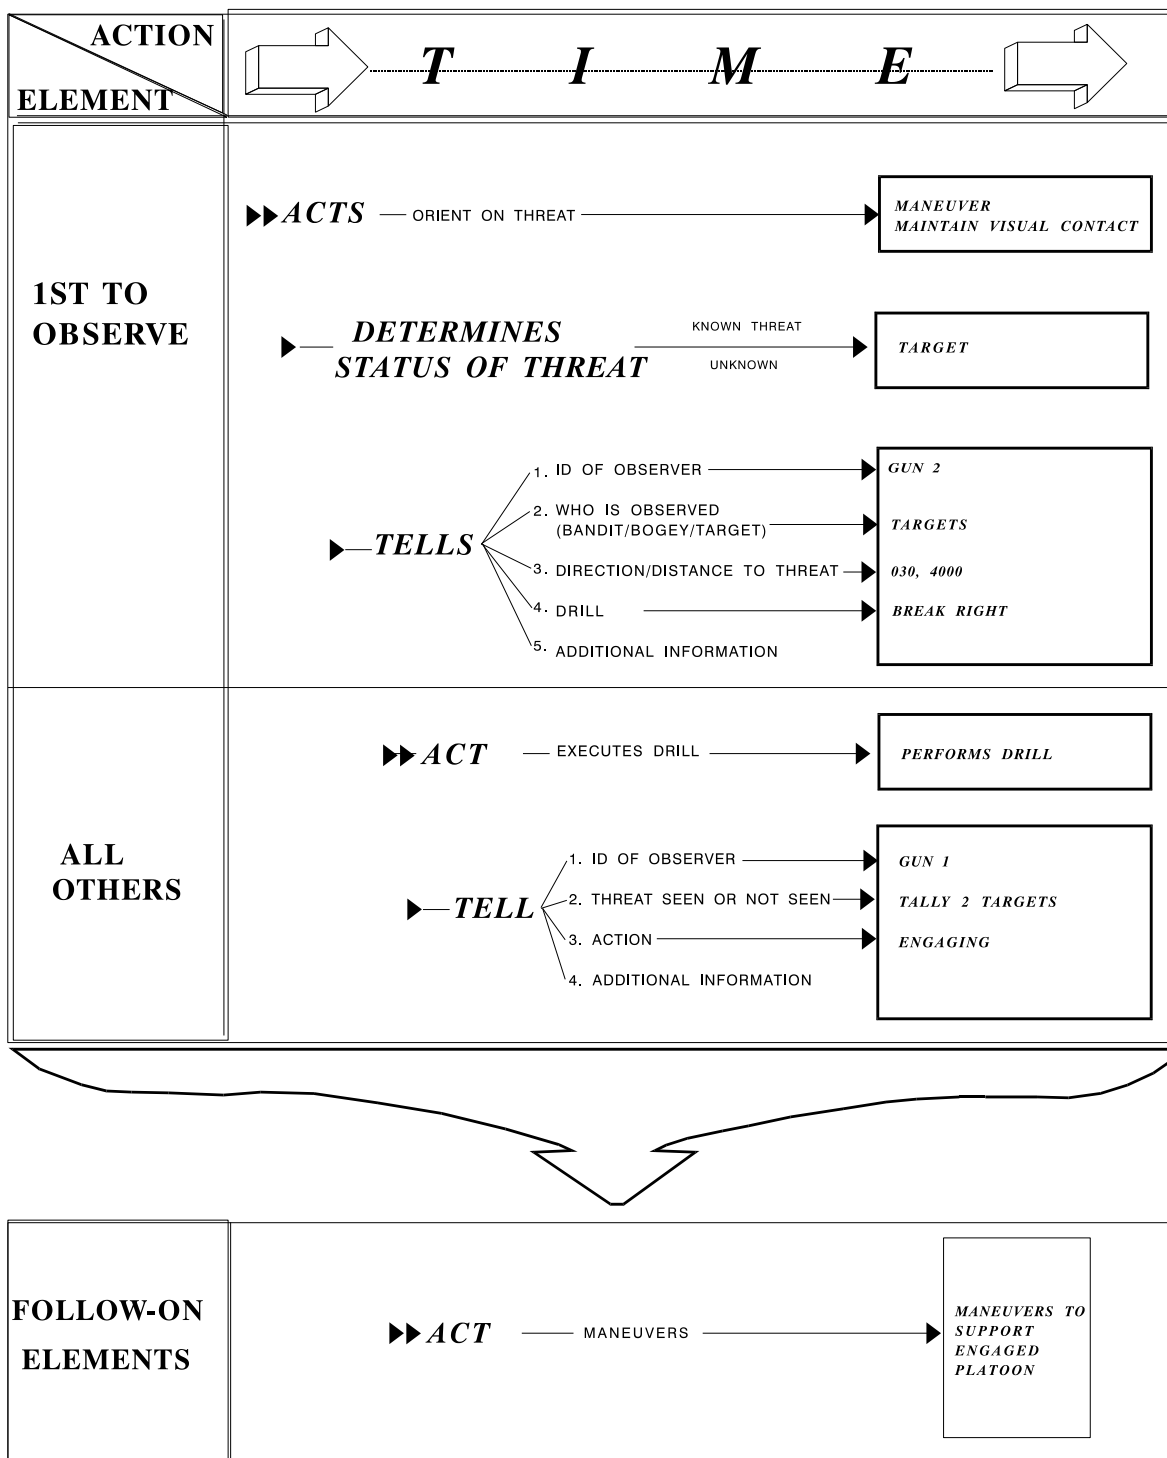 ACTION
ELEMENT
T I M E
1ST TO
OBSERVE
ACTS
ORIENT ON THREAT
MANEUVER
MAINTAIN VISUAL CONTACT
DETERMINES
STATUS OF THREAT
KNOWN THREAT
UNKNOWN
TARGET
TELLS
1. ID OF OBSERVER
GUN 2
2. WHO IS OBSERVED
(BANDIT/BOGEY/TARGET)
TARGETS
3. DIRECTION/DISTANCE TO THREAT
030, 4000
4. DRILL
BREAK RIGHT
5. ADDITIONAL INFORMATION
ALL
OTHERS
ACT
EXECUTES DRILL
PERFORMS DRILL
TELL
1. ID OF OBSERVER
GUN 1
2. THREAT SEEN OR NOT SEEN
TALLY 2 TARGETS
3. ACTION
ENGAGING
4. ADDITIONAL INFORMATION
FOLLOW-ON
ELEMENTS
ACT
MANEUVERS
MANEUVERS TO
SUPPORT
ENGAGED
PLATOON